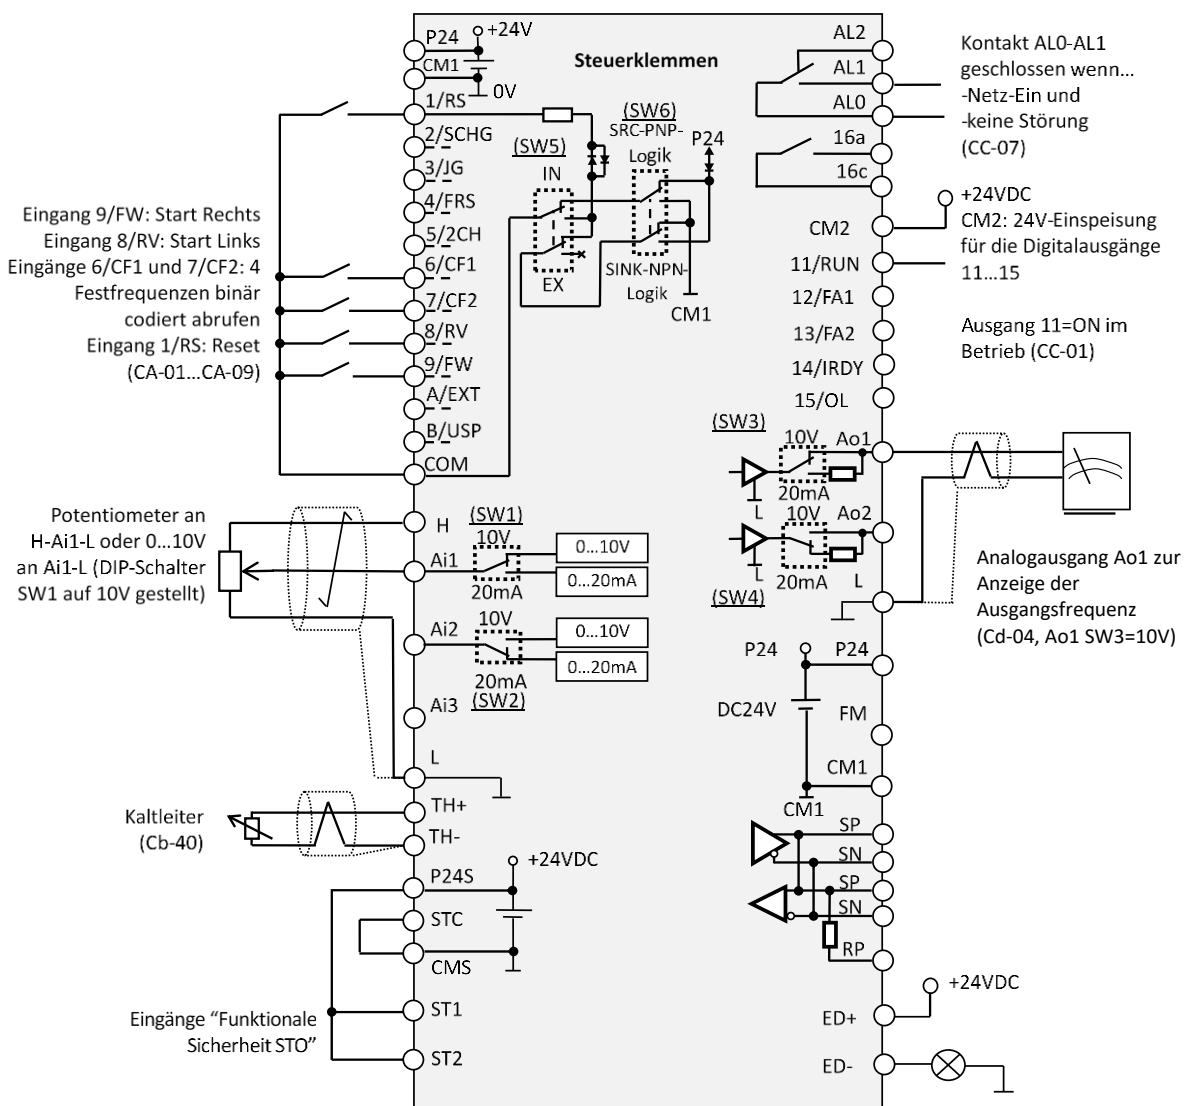 Steuerklemmen
P24
+24V
CM1
0V
1/RS
2/SCHG
3/JG
4/FRS
5/2CH
6/CF1
7/CF2
8/RV
9/FW
A/EXT
B/USP
COM
Eingang 9/FW: Start Rechts
Eingang 8/RV: Start Links
Eingänge 6/CF1 und 7/CF2: 4
Festfrequenzen binär
codiert abrufen
Eingang 1/RS: Reset
(CA-01...CA-09)
(SW5)
IN
EX
(SW6)
SRC-PNP-
Logik
P24
SINK-NPN-
Logik
CM1
AL2
AL1
AL0
16a
16c
Kontakt AL0-AL1
geschlossen wenn...
-Netz-Ein und
-keine Störung
(CC-07)
+24VDC
CM2: 24V-Einspeisung
für die Digitalausgänge
11...15
CM2
11/RUN
12/FA1
13/FA2
14/IRDY
15/OL
Ausgang 11=ON im
Betrieb (CC-01)
(SW3)
10V
Ao1
20mA
L
10V
Ao2
20mA
L
L
(SW4)
Analogausgang Ao1 zur
Anzeige der
Ausgangsfrequenz
(Cd-04, Ao1 SW3=10V)
Potentiometer an
H-Ai1-L oder 0...10V
an Ai1-L (DIP-Schalter
SW1 auf 10V gestellt)
H
(SW1)
10V
0...10V
Ai1
0...20mA
20mA
Ai2
10V
0...10V
0...20mA
20mA
(SW2)
Ai3
L
P24
P24
DC24V
FM
CM1
CM1
Kaltleiter
(Cb-40)
TH+
TH-
SP
SN
SP
SN
RP
P24S
+24VDC
STC
CMS
ST1
ST2
Eingänge “Funktionale
Sicherheit STO”
+24VDC
ED+
ED-